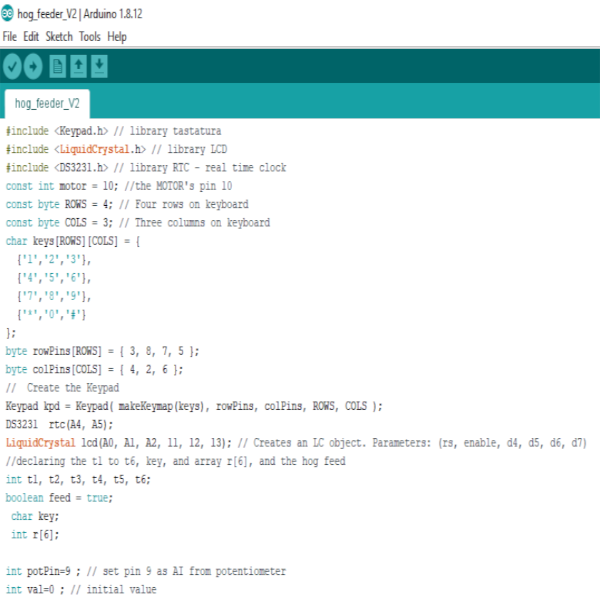 hog_feeder_V2 | Arduino 1.8.12
File Edit Sketch Tools Help
hog_feeder_V2
#include <Keypad.h> // library tastatura
#include <LiquidCrystal.h> // library LCD
#include <DS3231.h> // library RTC - real time clock
const int motor = 10; //the MOTOR's pin 10
const byte ROWS = 4; // Four rows on keyboard
const byte COLS = 3; // Three columns on keyboard
char keys[ROWS][COLS] = {
{'1','2','3'},
{'4','5','6'},
{'7','8','9'},
{'*','0','#'}
};
byte rowPins[ROWS] = { 3, 8, 7, 5 };
byte colPins[COLS] = { 4, 2, 6 };
// Create the Keypad
Keypad kpd = Keypad( makeKeymap(keys), rowPins, colPins, ROWS, COLS );
DS3231 rtc(A4, A5);
LiquidCrystal lcd(A0, A1, A2, 11, 12, 13); // Creates an LC object. Parameters: (rs, enable, d4, d5, d6, d7)
//declaring the t1 to t6, key, and array r[6], and the hog feed
int t1, t2, t3, t4, t5, t6;
boolean feed = true;
char key;
int r[6];
int potPin=9 ; // set pin 9 as AI from potentiometer
int val=0 ; // initial value